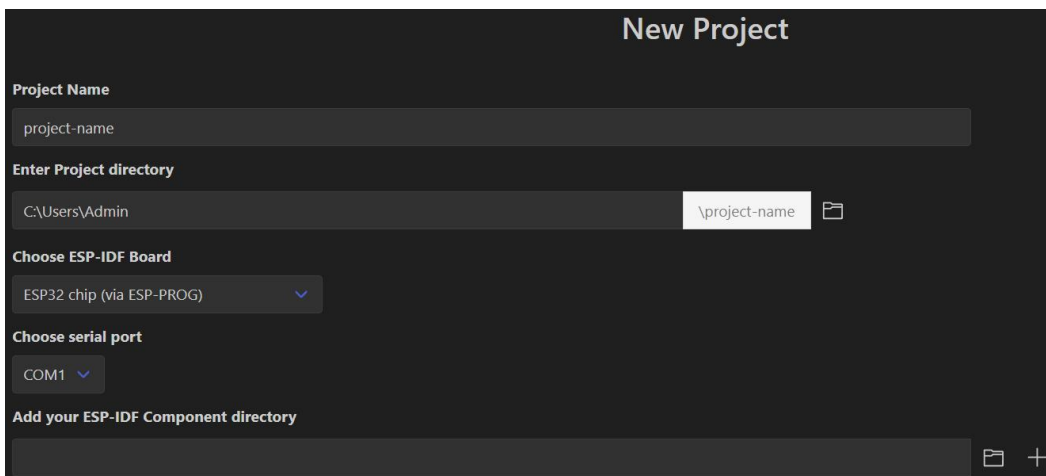 New Project
Project Name
project-name
Enter Project directory
C:\Users\Admin \project-name
Choose ESP-IDF Board
ESP32 chip (via ESP-PROG)
Choose serial port
COM1
Add your ESP-IDF Component directory